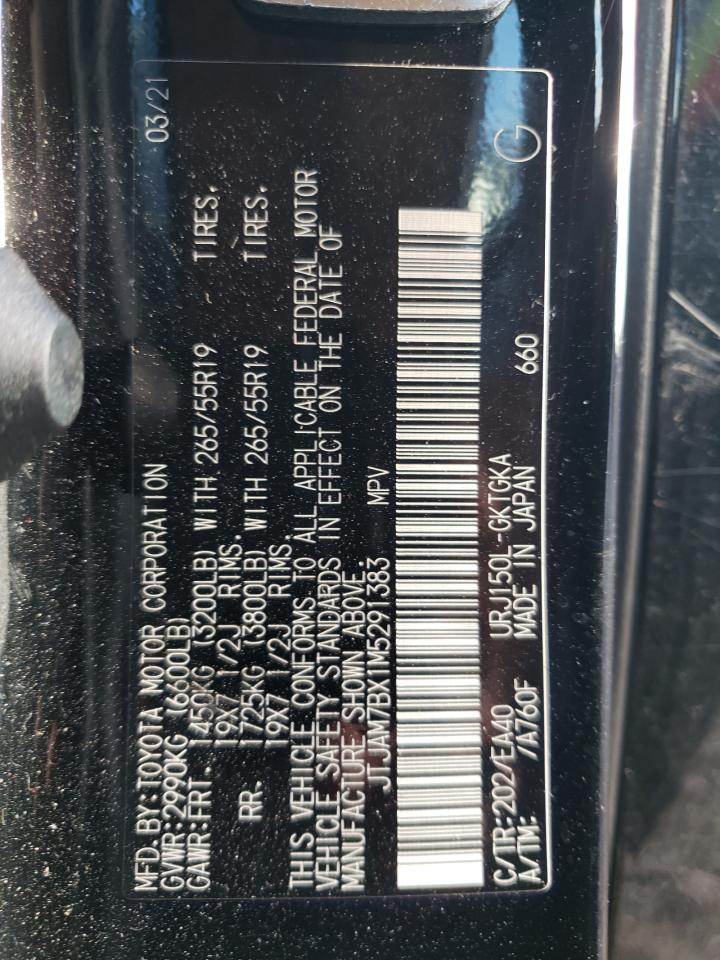 MFD. BY: TOYOTA MOTOR CORPORATION 03/21
GVWR: 2990KG (6600LB)
GAWR: FRT. 1450KG (3200LB) WITH 265/55R19 TIRES,
19X7 1/2J RIMS.
RR. 1725KG (3800LB) WITH 265/55R19 TIRES,
19X7 1/2J RIMS.
THIS VEHICLE CONFORMS TO ALL APPLICABLE FEDERAL MOTOR
VEHICLE SAFETY STANDARDS IN EFFECT ON THE DATE OF
MANUFACTURE SHOWN ABOVE.
JTJAM7BX1M5291383 MPV
C/TR: 202/EA40 URJ150L-GKTGKA G
A/TM: /A760F MADE IN JAPAN 660